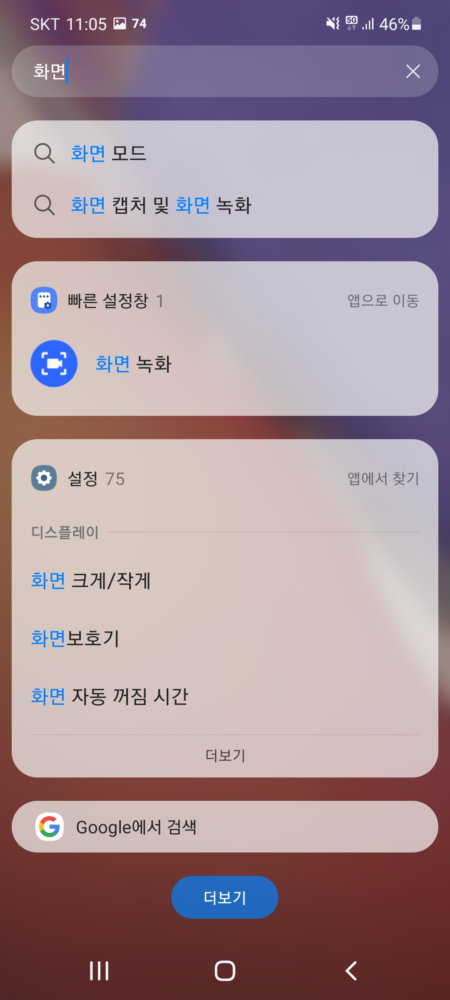 SKT 11:05 74 5G 46%
화면
화면 모드
화면 캡처 및 화면 녹화
빠른 설정창 1 앱으로 이동
화면 녹화
설정 75 앱에서 찾기
디스플레이
화면 크게/작게
화면보호기
화면 자동 꺼짐 시간
더보기
Google에서 검색
더보기